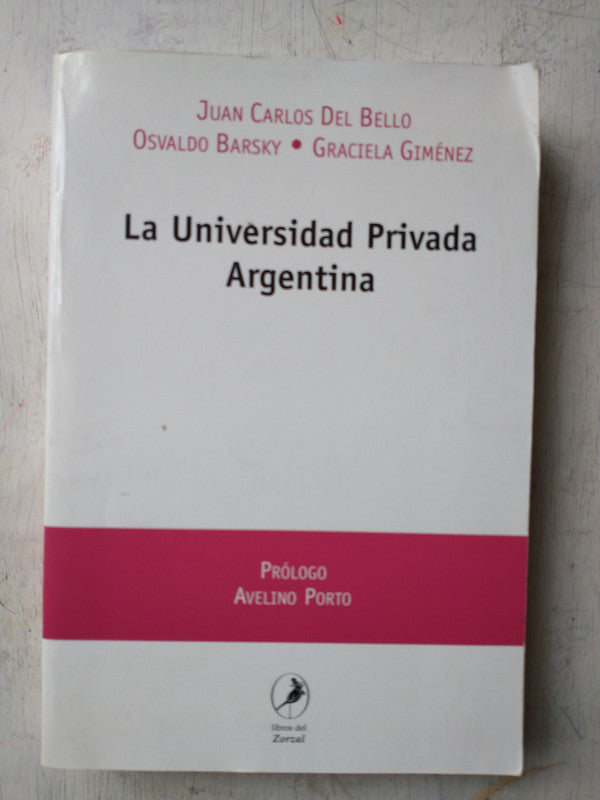 JUAN CARLOS DEL BELLO
OSVALDO BARSKY • GRACIELA GIMÉNEZ
La Universidad Privada
Argentina
PRÓLOGO
AVELINO PORTO
libros del
Zorzal